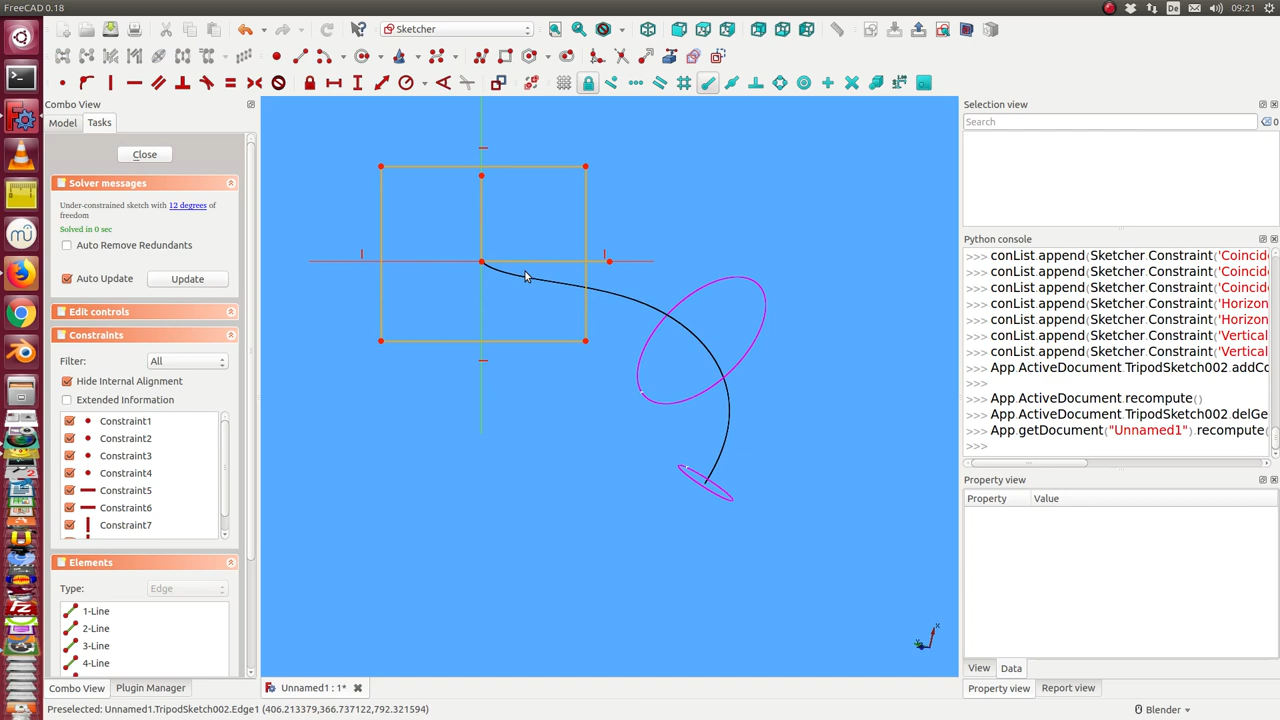 FreeCAD 0.18
De
09:21
Sketcher
Combo View
Model
Tasks
Close
Solver messages
Under-constrained sketch with 12 degrees of
freedom
Solved in 0 sec
Auto Remove Redundants
Auto Update
Update
Edit controls
Constraints
Filter:
All
Hide Internal Alignment
Extended Information
Constraint1
Constraint2
Constraint3
Constraint4
Constraint5
Constraint6
Constraint7
Elements
Type:
Edge
1-Line
2-Line
3-Line
4-Line
Combo View
Plugin Manager
Unnamed1 : 1*
Selection view
Search
0
Python console
>>> conList.append(Sketcher.Constraint('Coincid
>>> conList.append(Sketcher.Constraint('Coincid
>>> conList.append(Sketcher.Constraint('Coincid
>>> conList.append(Sketcher.Constraint('Horizon
>>> conList.append(Sketcher.Constraint('Horizon
>>> conList.append(Sketcher.Constraint('Vertical
>>> conList.append(Sketcher.Constraint('Vertical
>>> App.ActiveDocument.TripodSketch002.addCo
>>>
>>> App.ActiveDocument.recompute()
>>> App.ActiveDocument.TripodSketch002.delGe
>>> App.getDocument("Unnamed1").recompute(
>>>
Property view
Property
Value
View
Data
Property view
Report view
Preselected: Unnamed1.TripodSketch002.Edge1 (406.213379,366.737122,792.321594)
Blender